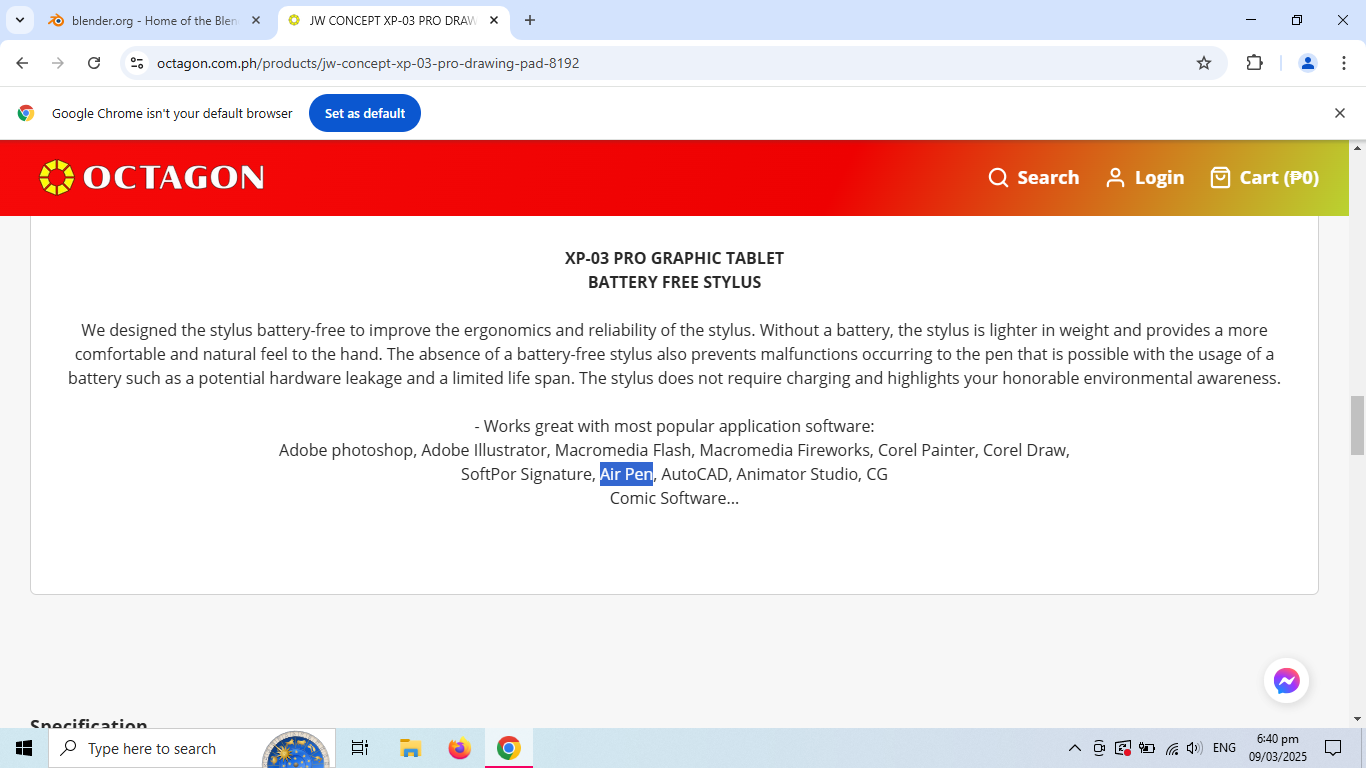 blender.org - Home of the Blen
JW CONCEPT XP-03 PRO DRAW
octagon.com.ph/products/jw-concept-xp-03-pro-drawing-pad-8192
Google Chrome isn't your default browser
Set as default
OCTAGON
Search
Login
Cart (₱0)
XP-03 PRO GRAPHIC TABLET
BATTERY FREE STYLUS
We designed the stylus battery-free to improve the ergonomics and reliability of the stylus. Without a battery, the stylus is lighter in weight and provides a more
comfortable and natural feel to the hand. The absence of a battery-free stylus also prevents malfunctions occurring to the pen that is possible with the usage of a
battery such as a potential hardware leakage and a limited life span. The stylus does not require charging and highlights your honorable environmental awareness.
- Works great with most popular application software:
Adobe photoshop, Adobe Illustrator, Macromedia Flash, Macromedia Fireworks, Corel Painter, Corel Draw,
SoftPor Signature, Air Pen, AutoCAD, Animator Studio, CG
Comic Software...
Specification
Type here to search
ENG
6:40 pm
09/03/2025